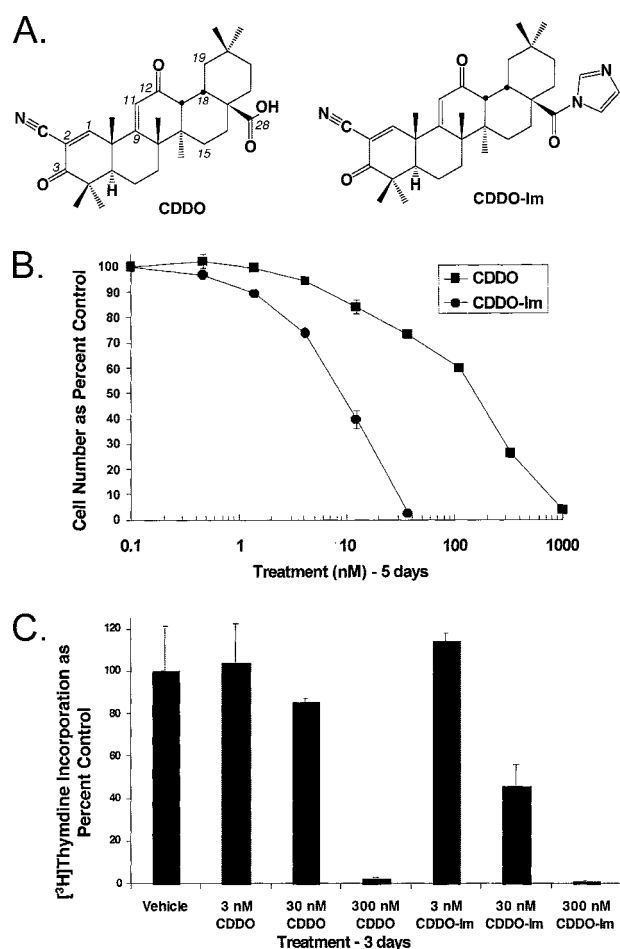 A.
O
12
19
11
18
OH
O
28
N
1
2
9
15
3
O
H
CDDO
O
N
N
N
O
O
H
CDDO-Im
B.
Cell Number as Percent Control
100
90
80
70
60
50
40
30
20
10
0
0.1 1 10 100 1000
Treatment (nM) - 5 days
CDDO
CDDO-Im
C.
[³H]Thymdine Incorporation as
Percent Control
120
100
80
60
40
20
0
Vehicle 3 nM 30 nM 300 nM 3 nM 30 nM 300 nM
CDDO CDDO CDDO CDDO-Im CDDO-Im CDDO-Im
Treatment - 3 days